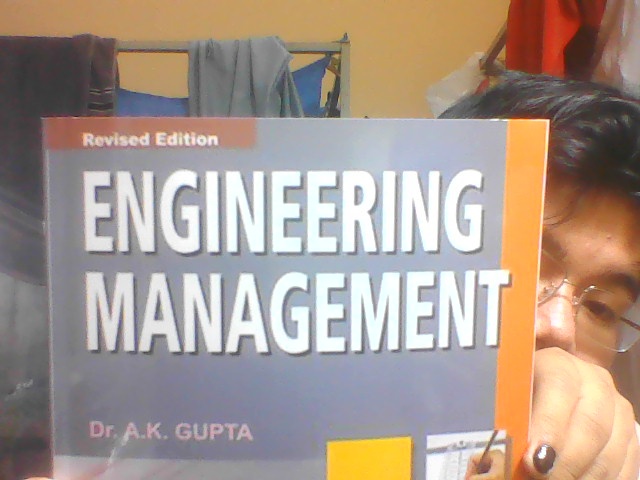 Revised Edition
ENGINEERING
MANAGEMENT
Dr. A.K. GUPTA